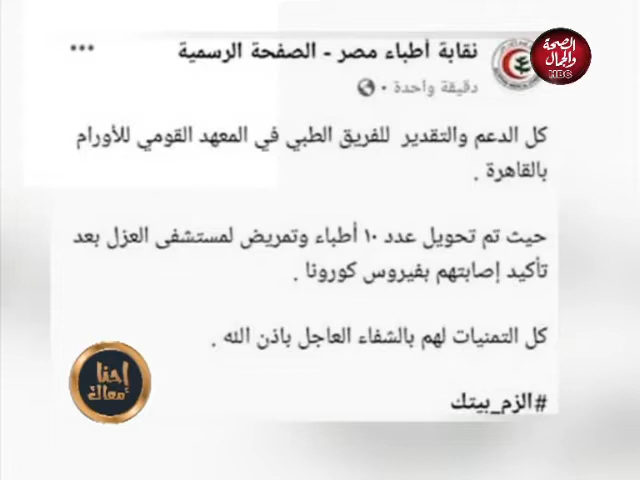 نقابة أطباء مصر - الصفحة الرسمية
دقيقة واحدة
كل الدعم والتقدير للفريق الطبي في المعهد القومي للأورام
بالقاهرة .
حيث تم تحويل عدد ١٠ أطباء وتمريض لمستشفى العزل بعد
تأكيد إصابتهم بفيروس كورونا .
كل التمنيات لهم بالشفاء العاجل باذن الله .
#الزم_بيتك
الصحة
والجمال
HBC
إحنا
معاك